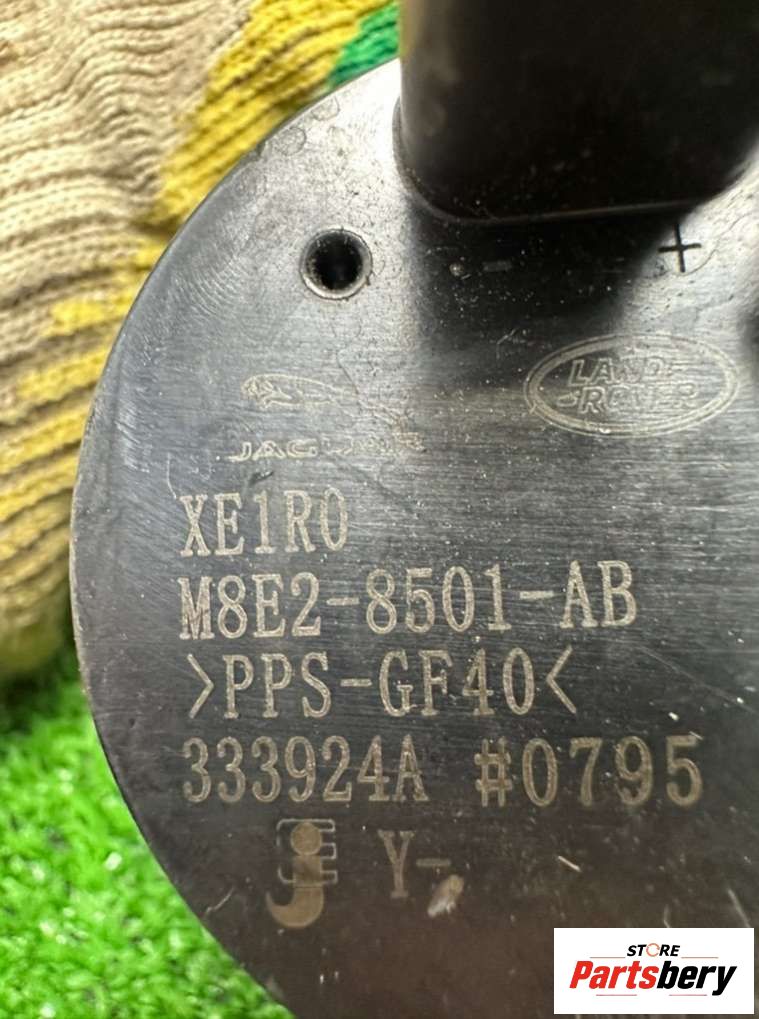 - +
LAND
ROVER
JAGUAR
XE1R0
M8E2-8501-AB
>PPS-GF40<
333924A #0795
Y-
STORE
Partsbery